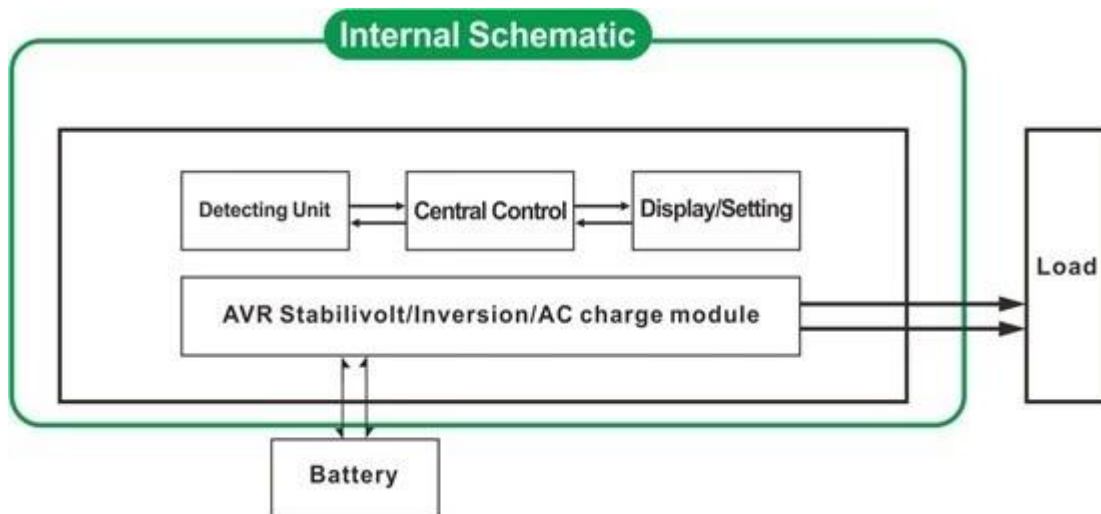 Internal Schematic
Detecting Unit
Central Control
Display/Setting
Load
AVR Stabilivolt/Inversion/AC charge module
Battery